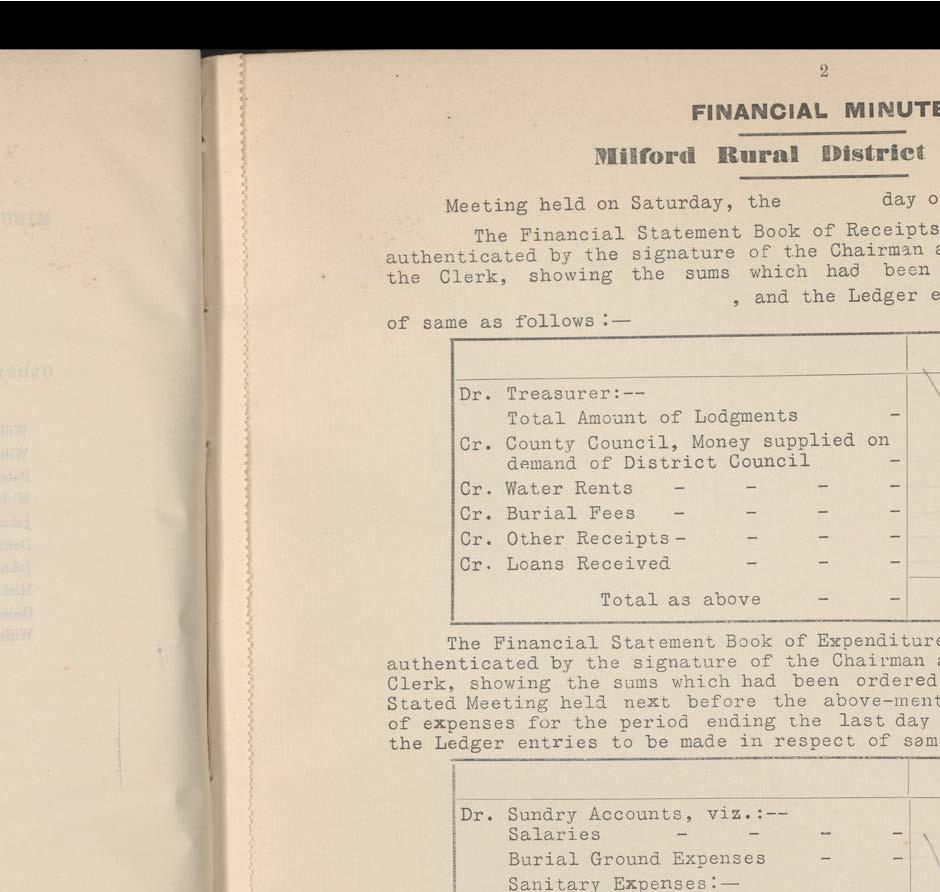 2
FINANCIAL MINUTE
Milford Rural District
Meeting held on Saturday, the day o
The Financial Statement Book of Receipts
authenticated by the signature of the Chairman a
the Clerk, showing the sums which had been
, and the Ledger e
of same as follows:—
Dr. Treasurer:--
Total Amount of Lodgments -
Cr. County Council, Money supplied on
demand of District Council -
Cr. Water Rents - - - -
Cr. Burial Fees - - - -
Cr. Other Receipts - - - -
Cr. Loans Received - - -
Total as above - -
The Financial Statement Book of Expenditure
authenticated by the signature of the Chairman a
Clerk, showing the sums which had been ordered
Stated Meeting held next before the above-ment
of expenses for the period ending the last day
the Ledger entries to be made in respect of sam
Dr. Sundry Accounts, viz.:--
Salaries - - - -
Burial Ground Expenses - -
Sanitary Expenses:—